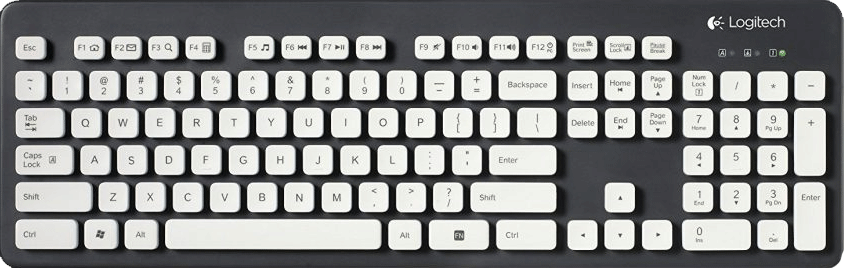 Logitech
Esc F1 F2 F3 F4 F5 F6 F7 F8 F9 F10 F11 F12 PC Print Screen Scroll Lock Pause Break
~ ` ! 1 @ 2 # 3 $ 4 % 5 ^ 6 & 7 * 8 ( 9 ) 0 — - + = Backspace Insert Home Page Up Num Lock / * −
Tab Q W E R T Y U I O P { [ } ] | \ Delete End Page Down 7 Home 8 9 Pg Up +
Caps Lock A A S D F G H J K L : ; " ' Enter 4 5 6
Shift Z X C V B N M < , > . ? / Shift 1 End 2 3 Pg Dn Enter
Ctrl Alt Alt FN Ctrl 0 Ins . Del